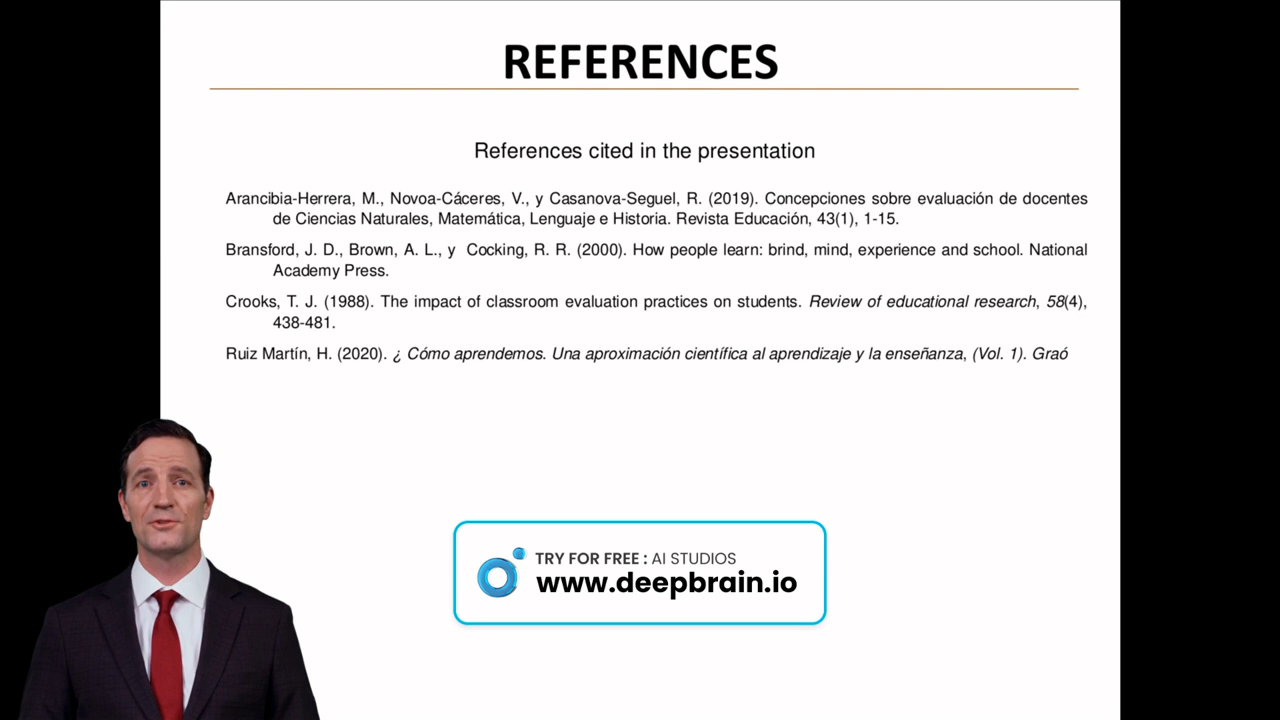 REFERENCES
References cited in the presentation
Arancibia-Herrera, M., Novoa-Cáceres, V., y Casanova-Seguel, R. (2019). Concepciones sobre evaluación de docentes
de Ciencias Naturales, Matemática, Lenguaje e Historia. Revista Educación, 43(1), 1-15.
Bransford, J. D., Brown, A. L., y Cocking, R. R. (2000). How people learn: brind, mind, experience and school. National
Academy Press.
Crooks, T. J. (1988). The impact of classroom evaluation practices on students. Review of educational research, 58(4),
438-481.
Ruiz Martín, H. (2020). ¿ Cómo aprendemos. Una aproximación científica al aprendizaje y la enseñanza, (Vol. 1). Graó
TRY FOR FREE : AI STUDIOS
www.deepbrain.io